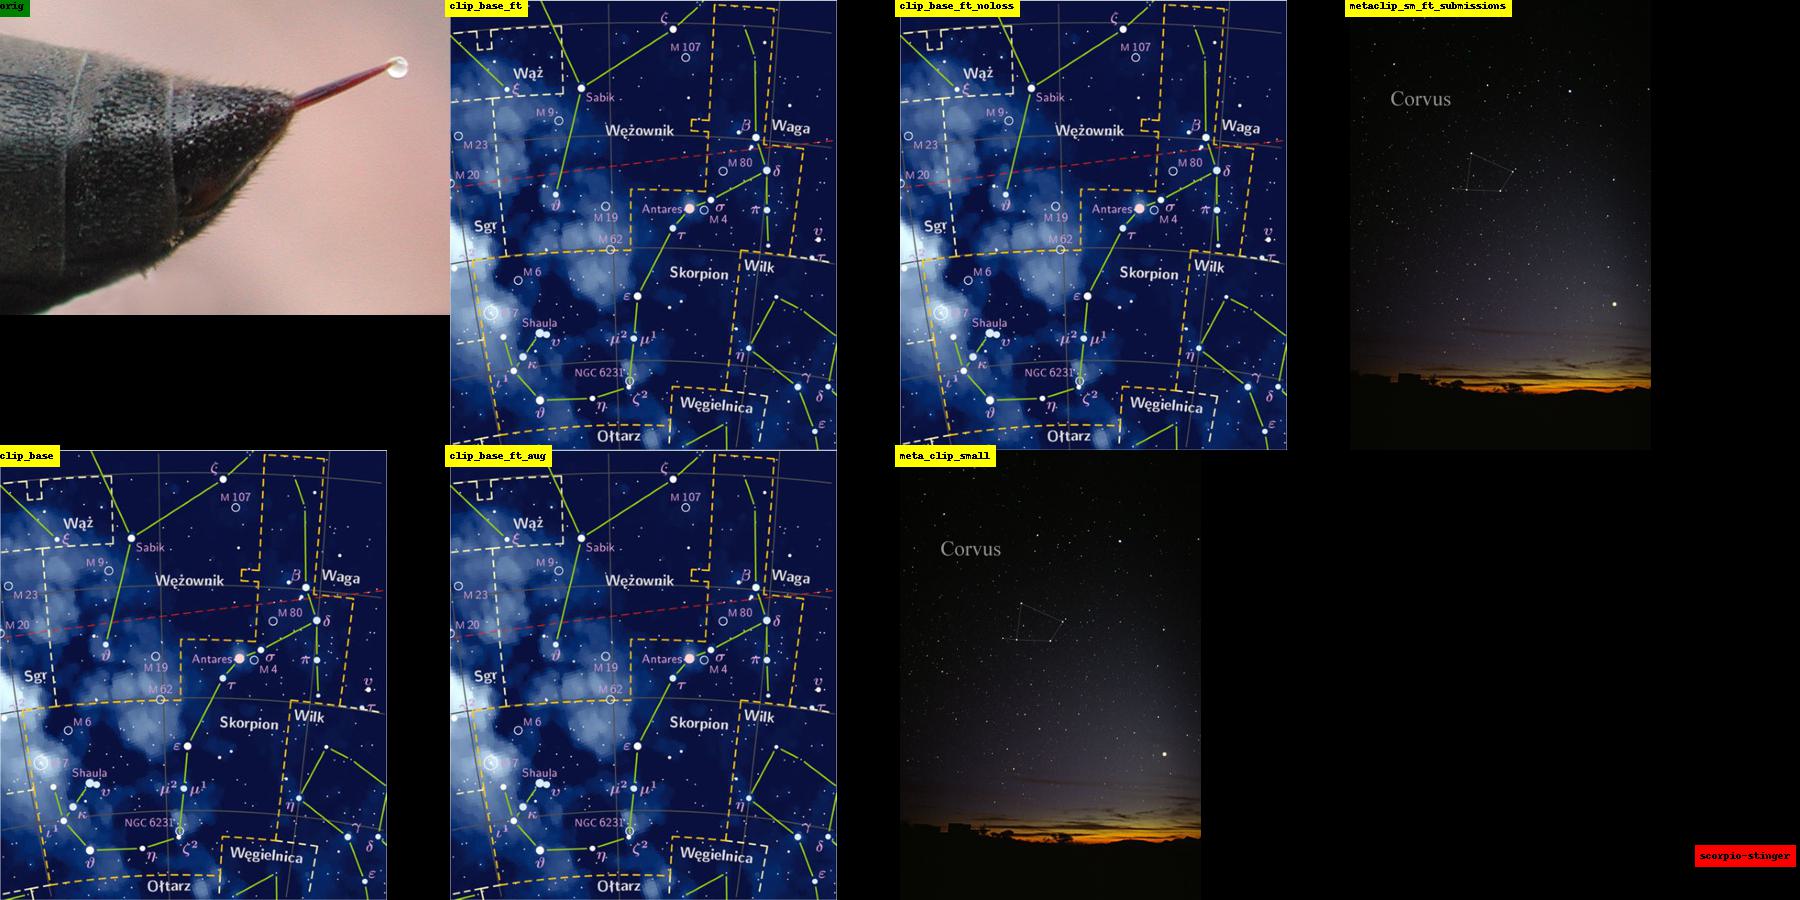 orig
clip_base_ft
clip_base_ft_noloss
metaclip_sm_ft_submissions
ζ
M 107
Wąż
ξ
Sabik
M 9
Wężownik
β
Waga
M 23
M 80
M 20
δ
ϑ
Antares
σ
M 19
M 4
π
Sgr
τ
υ
M 62
M 6
Skorpion
Wilk
τ
ε
Shaula
υ
μ² μ¹
η
κ
NGC 6231
ι¹
γ
ϑ
η
ζ²
Węgielnica
δ
ε
Ołtarz
ζ
M 107
Wąż
ξ
Sabik
M 9
Wężownik
β
Waga
M 23
M 80
M 20
δ
ϑ
Antares
σ
M 19
M 4
π
Sgr
τ
υ
M 62
M 6
Skorpion
Wilk
τ
ε
Shaula
υ
μ² μ¹
η
κ
NGC 6231
ι¹
γ
ϑ
η
ζ²
Węgielnica
δ
ε
Ołtarz
Corvus
clip_base
clip_base_ft_aug
meta_clip_small
ζ
M 107
Wąż
ξ
Sabik
M 9
Wężownik
β
Waga
M 23
M 80
M 20
δ
ϑ
Antares
σ
M 19
M 4
π
Sgr
τ
υ
M 62
M 6
Skorpion
Wilk
τ
ε
Shaula
υ
μ² μ¹
η
κ
NGC 6231
ι¹
γ
ϑ
η
ζ²
Węgielnica
δ
ε
Ołtarz
ζ
M 107
Wąż
ξ
Sabik
M 9
Wężownik
β
Waga
M 23
M 80
M 20
δ
ϑ
Antares
σ
M 19
M 4
π
Sgr
τ
υ
M 62
M 6
Skorpion
Wilk
τ
ε
Shaula
υ
μ² μ¹
η
κ
NGC 6231
ι¹
γ
ϑ
η
ζ²
Węgielnica
δ
ε
Ołtarz
Corvus
scorpio-stinger